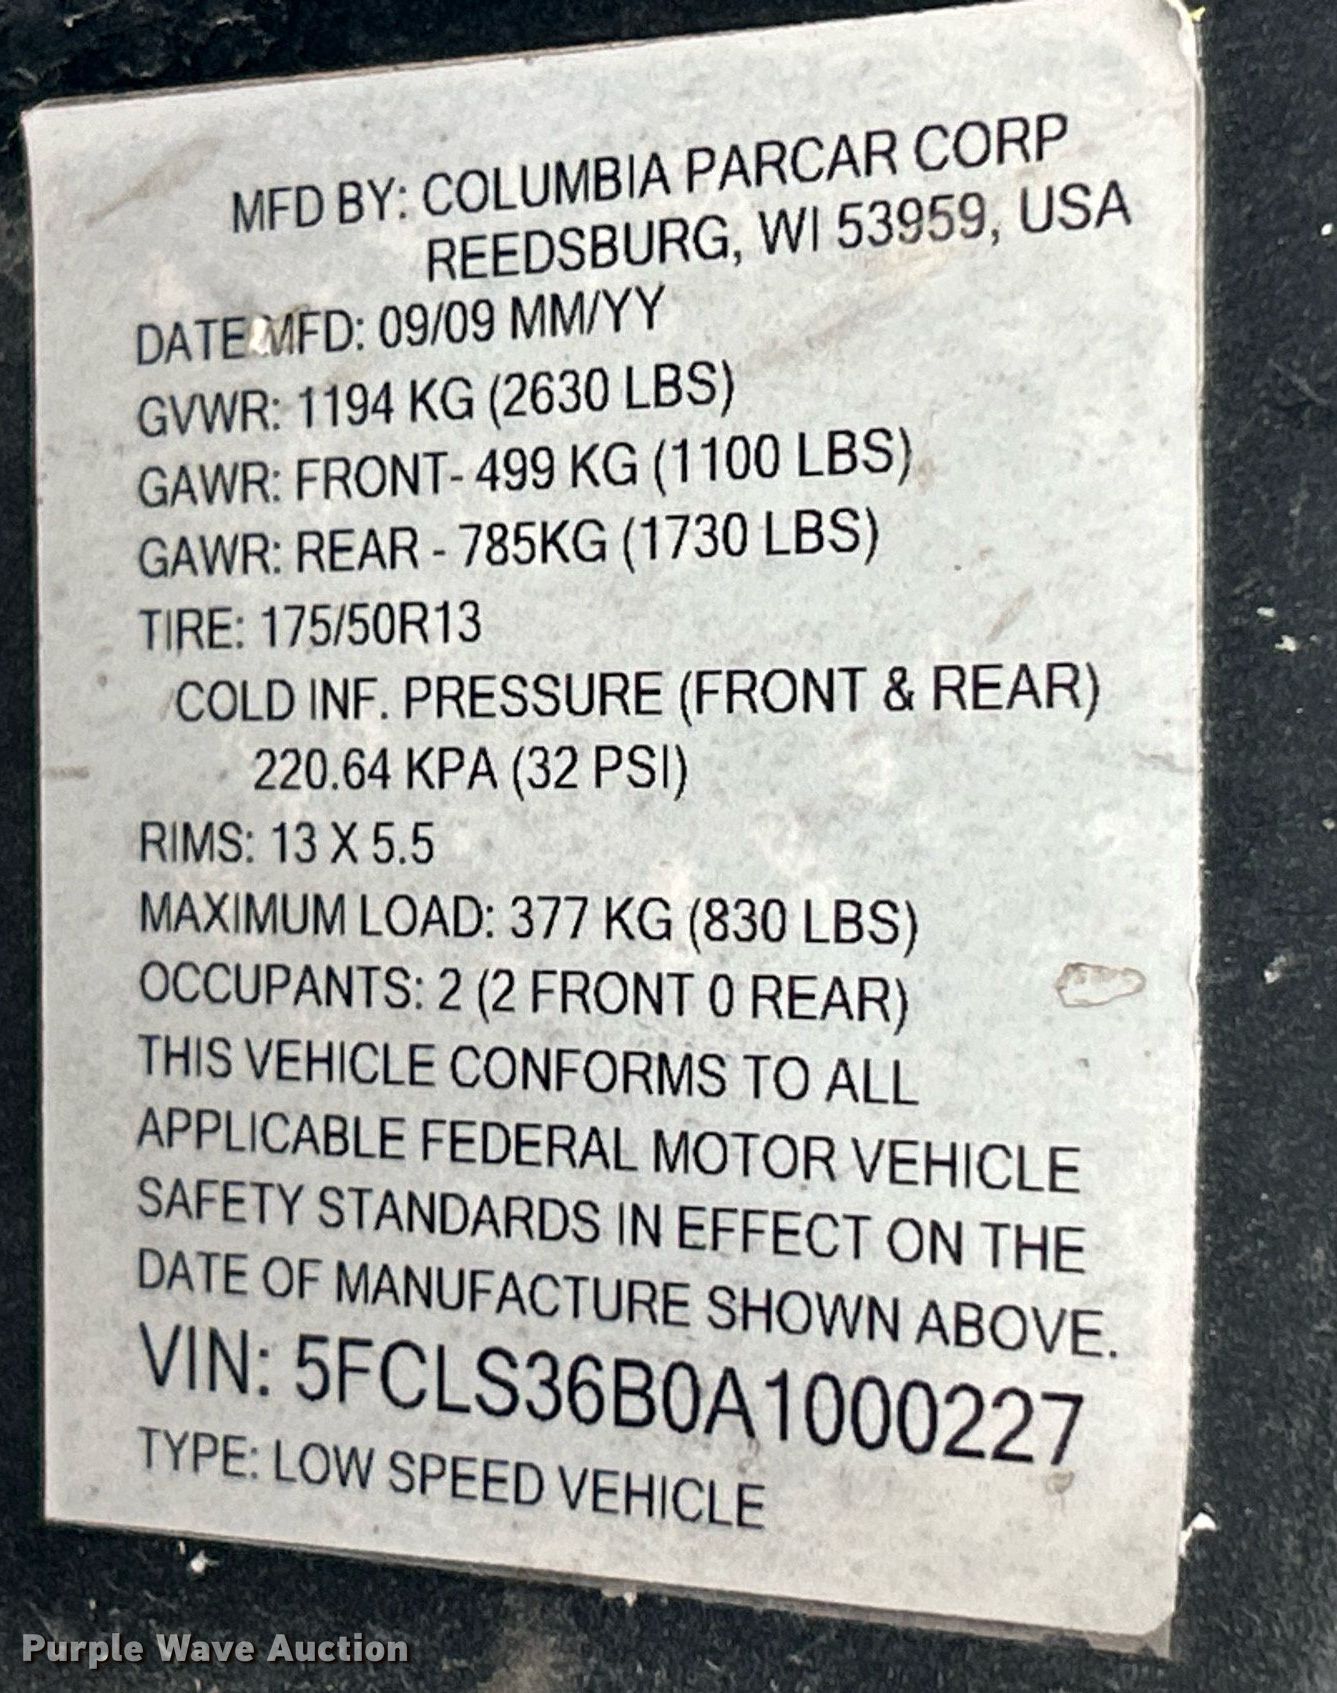 MFD BY: COLUMBIA PARCAR CORP
REEDSBURG, WI 53959, USA
DATE MFD: 09/09 MM/YY
GVWR: 1194 KG (2630 LBS)
GAWR: FRONT- 499 KG (1100 LBS)
GAWR: REAR - 785KG (1730 LBS)
TIRE: 175/50R13
COLD INF. PRESSURE (FRONT & REAR)
220.64 KPA (32 PSI)
RIMS: 13 X 5.5
MAXIMUM LOAD: 377 KG (830 LBS)
OCCUPANTS: 2 (2 FRONT 0 REAR)
THIS VEHICLE CONFORMS TO ALL
APPLICABLE FEDERAL MOTOR VEHICLE
SAFETY STANDARDS IN EFFECT ON THE
DATE OF MANUFACTURE SHOWN ABOVE.
VIN: 5FCLS36B0A1000227
TYPE: LOW SPEED VEHICLE
Purple Wave Auction